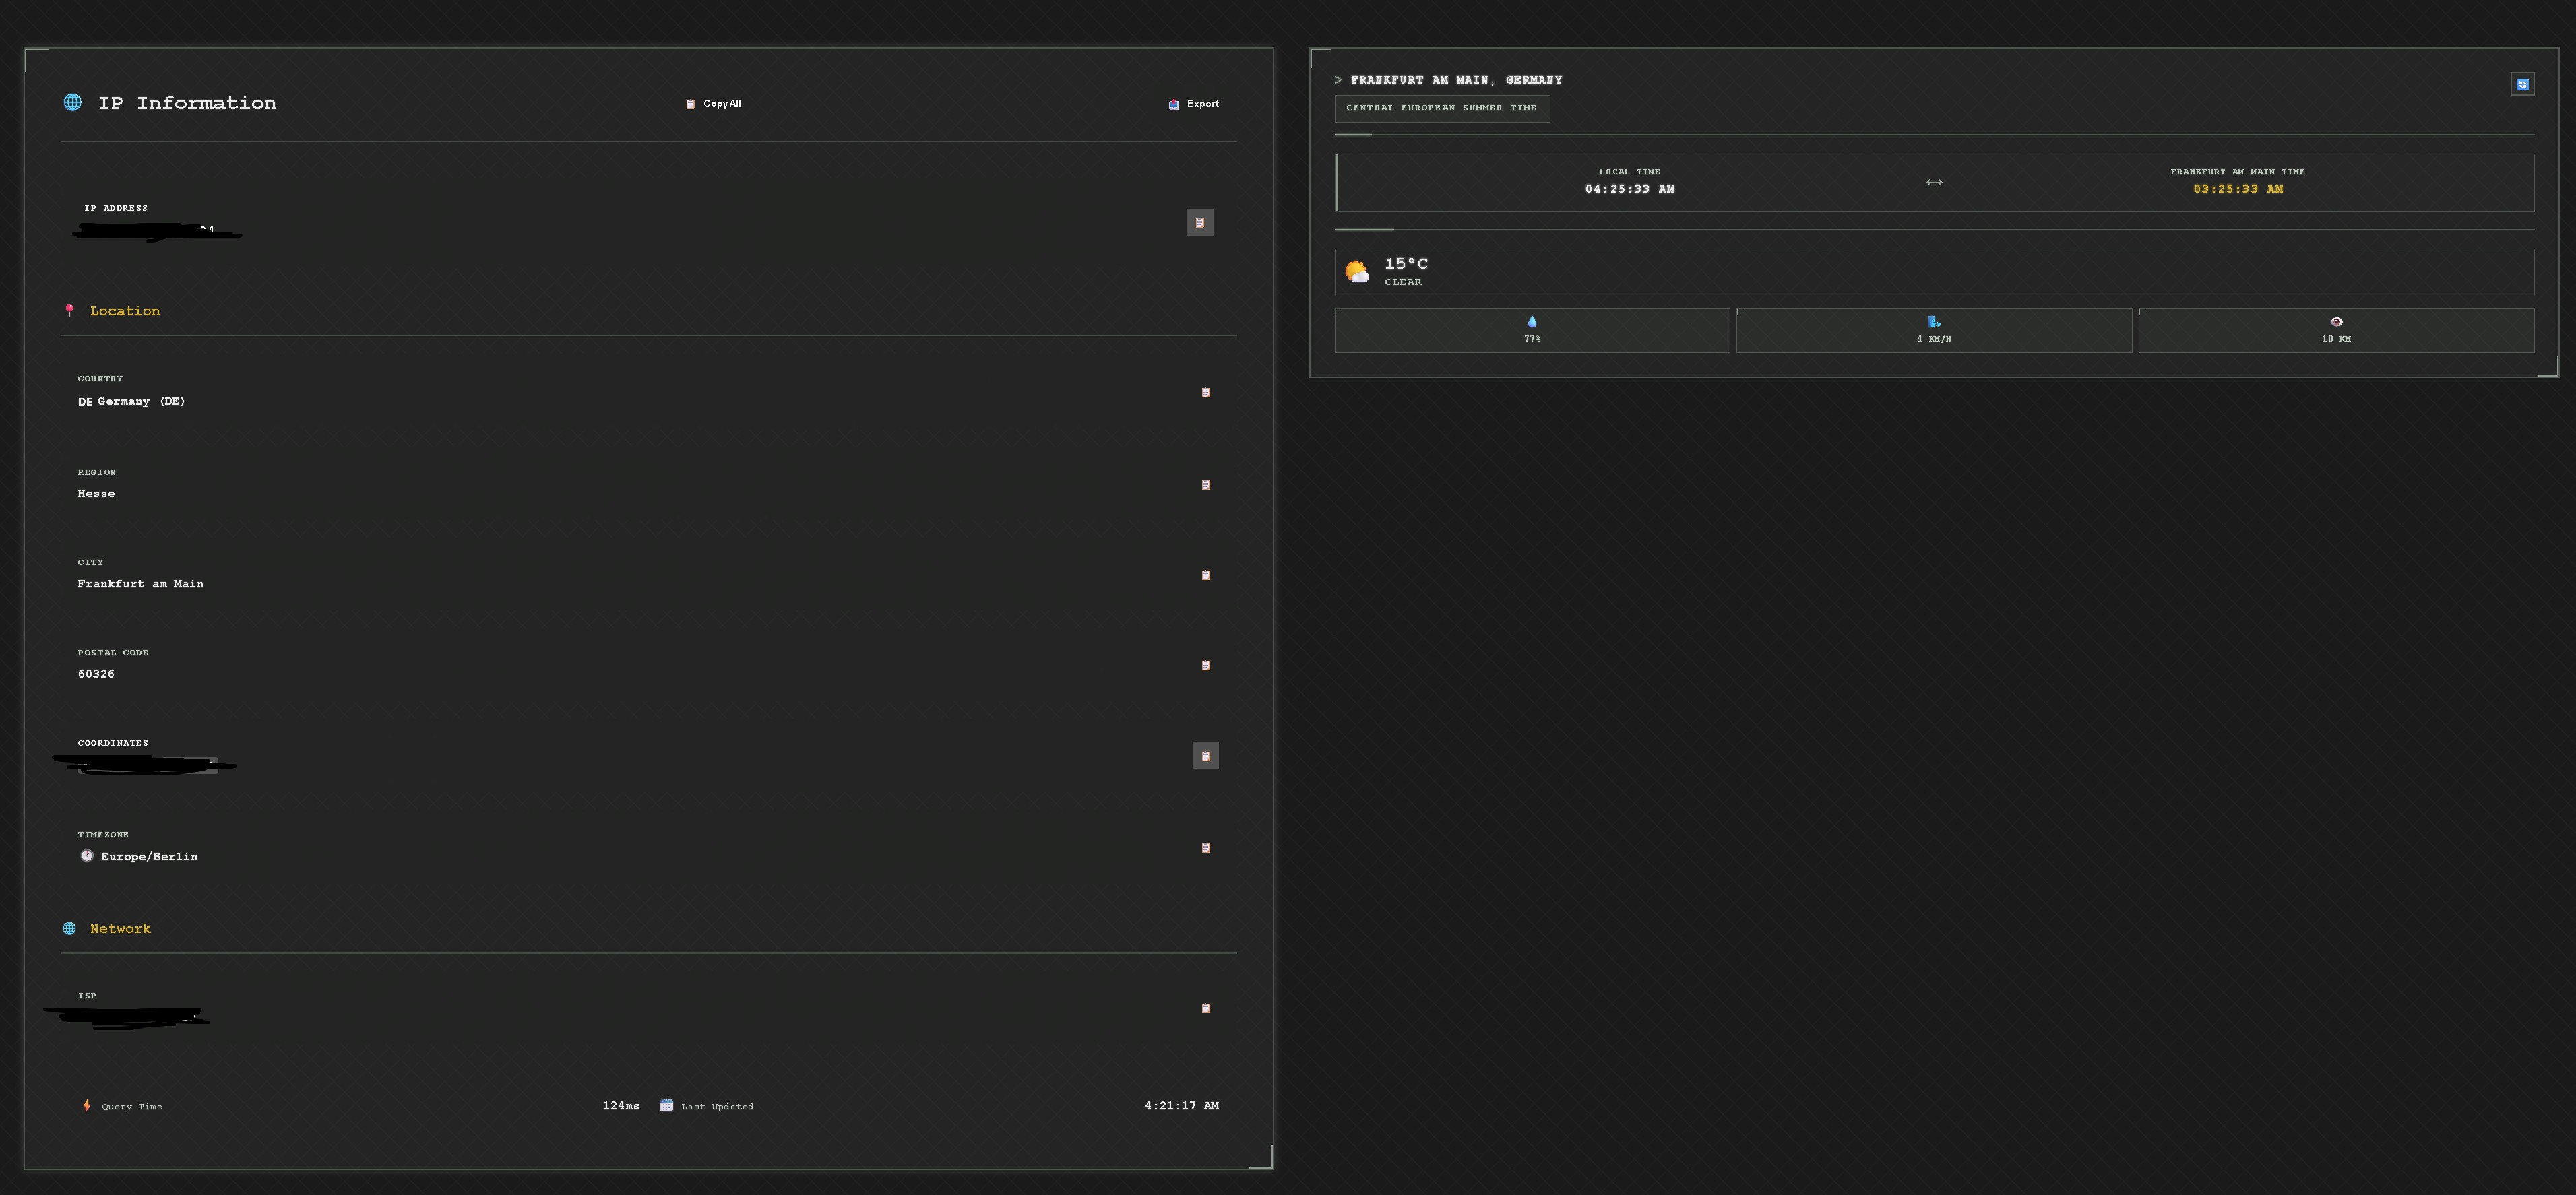 IP Information
Copy All
Export
IP ADDRESS
Location
COUNTRY
DE Germany (DE)
REGION
Hesse
CITY
Frankfurt am Main
POSTAL CODE
60326
COORDINATES
TIMEZONE
Europe/Berlin
Network
ISP
Query Time
124ms
Last Updated
4:21:17 AM
> FRANKFURT AM MAIN, GERMANY
CENTRAL EUROPEAN SUMMER TIME
LOCAL TIME
04:25:33 AM
↔
FRANKFURT AM MAIN TIME
03:25:33 AM
15°C
CLEAR
77%
4 KM/H
10 KM